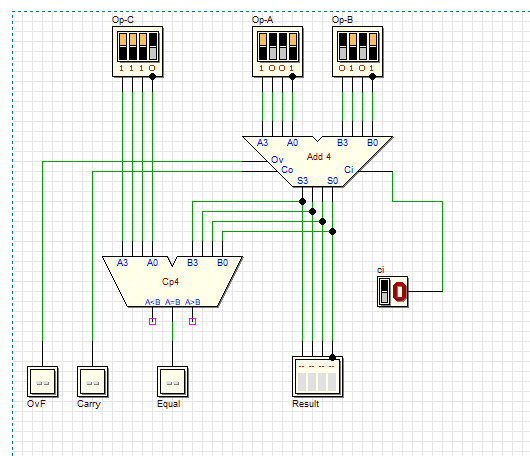 Op-C
Op-A
Op-B
1 1 1 0
1 0 0 1
0 1 0 1
A3 A0 B3 B0
Add 4
Ov
Co
Ci
S3 S0
A3 A0 B3 B0
Cp4
A<B A=B A>B
ci
0
-- -- -- -- -- -- --
OvF
Carry
Equal
Result